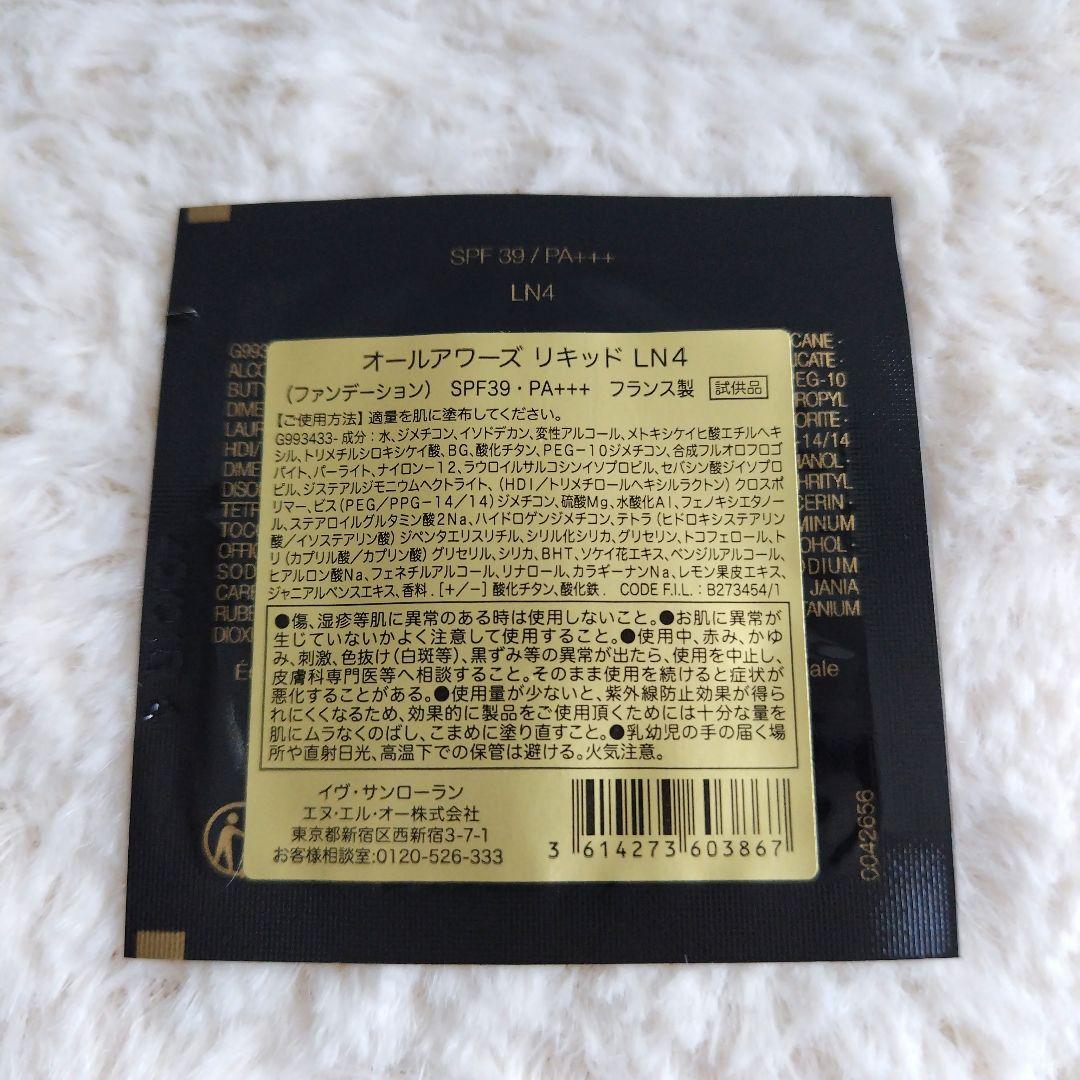 SPF 39 / PA+++
LN4
オールアワーズ リキッド LN4
(ファンデーション) SPF39・PA+++ フランス製 試供品
【ご使用方法】適量を肌に塗布してください。
G993433- 成分：水、ジメチコン、イソドデカン、変性アルコール、メトキシケイヒ酸エチルヘキ
シル、トリメチルシロキシケイ酸、BG、酸化チタン、PEG-10ジメチコン、合成フルオロフロゴ
パイト、パーライト、ナイロン-12、ラウロイルサルコシンイソプロピル、セバシン酸ジイソプロ
ピル、ジステアルジモニウムヘクトライト、(HDI／トリメチロールヘキシルラクトン) クロスポ
リマー、ビス(PEG/PPG-14/14)ジメチコン、硫酸Mg、水酸化Al、フェノキシエタノー
ル、ステアロイルグルタミン酸2Na、ハイドロゲンジメチコン、テトラ (ヒドロキシステアリン
酸／イソステアリン酸) ジペンタエリスリチル、シリル化シリカ、グリセリン、トコフェロール、ト
リ(カプリル酸／カプリン酸) グリセリル、シリカ、BHT、ソケイ花エキス、ベンジルアルコール、
ヒアルロン酸Na、フェネチルアルコール、リナロール、カラギーナンNa、レモン果皮エキス、
ジャニアルベンスエキス、香料. [+/-] 酸化チタン、酸化鉄. CODE F.I.L. : B273454/1
●傷、湿疹等肌に異常のある時は使用しないこと。●お肌に異常が
生じていないかよく注意して使用すること。●使用中、赤み、かゆ
み、刺激、色抜け(白斑等)、黒ずみ等の異常が出たら、使用を中止し、
皮膚科専門医等へ相談すること。そのまま使用を続けると症状が
悪化することがある。●使用量が少ないと、紫外線防止効果が得ら
れにくくなるため、効果的に製品をご使用頂くためには十分な量を
肌にムラなくのばし、こまめに塗り直すこと。●乳幼児の手の届く場
所や直射日光、高温下での保管は避ける。火気注意。
イヴ・サンローラン
エヌ・エル・オー株式会社
東京都新宿区西新宿3-7-1
お客様相談室:0120-526-333
3 614273 603867
G993
ALCO
BUTY
DIME
LAUR
HDI/
DIME
TETR
TOCO
OFFIC
SOD
CARR
RUBE
DIOXI
CANE -
ICATE -
PEG-10
ROPYL
ORITE -
-14/14
ANOL -
HRITYL
CERIN -
MINUM
OHOL -
ODIUM
JANIA
TANIUM
ale
0042656